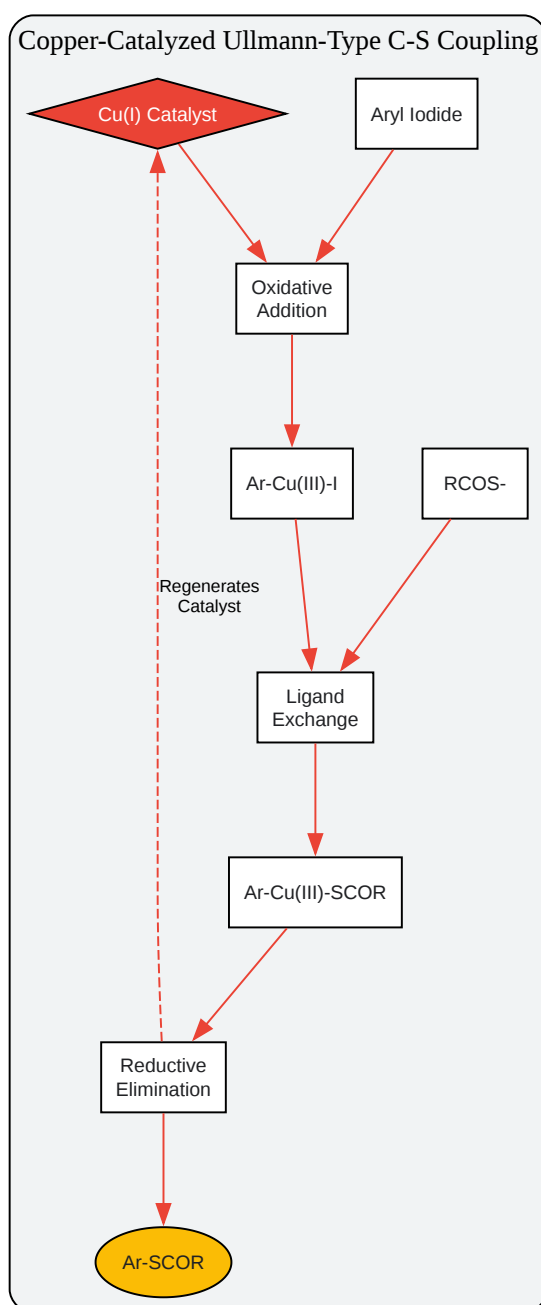 Copper-Catalyzed Ullmann-Type C-S Coupling
Cu(I) Catalyst
Aryl Iodide
Oxidative
Addition
Ar-Cu(III)-I
RCOS-
Regenerates
Catalyst
Ligand
Exchange
Ar-Cu(III)-SCOR
Reductive
Elimination
Ar-SCOR